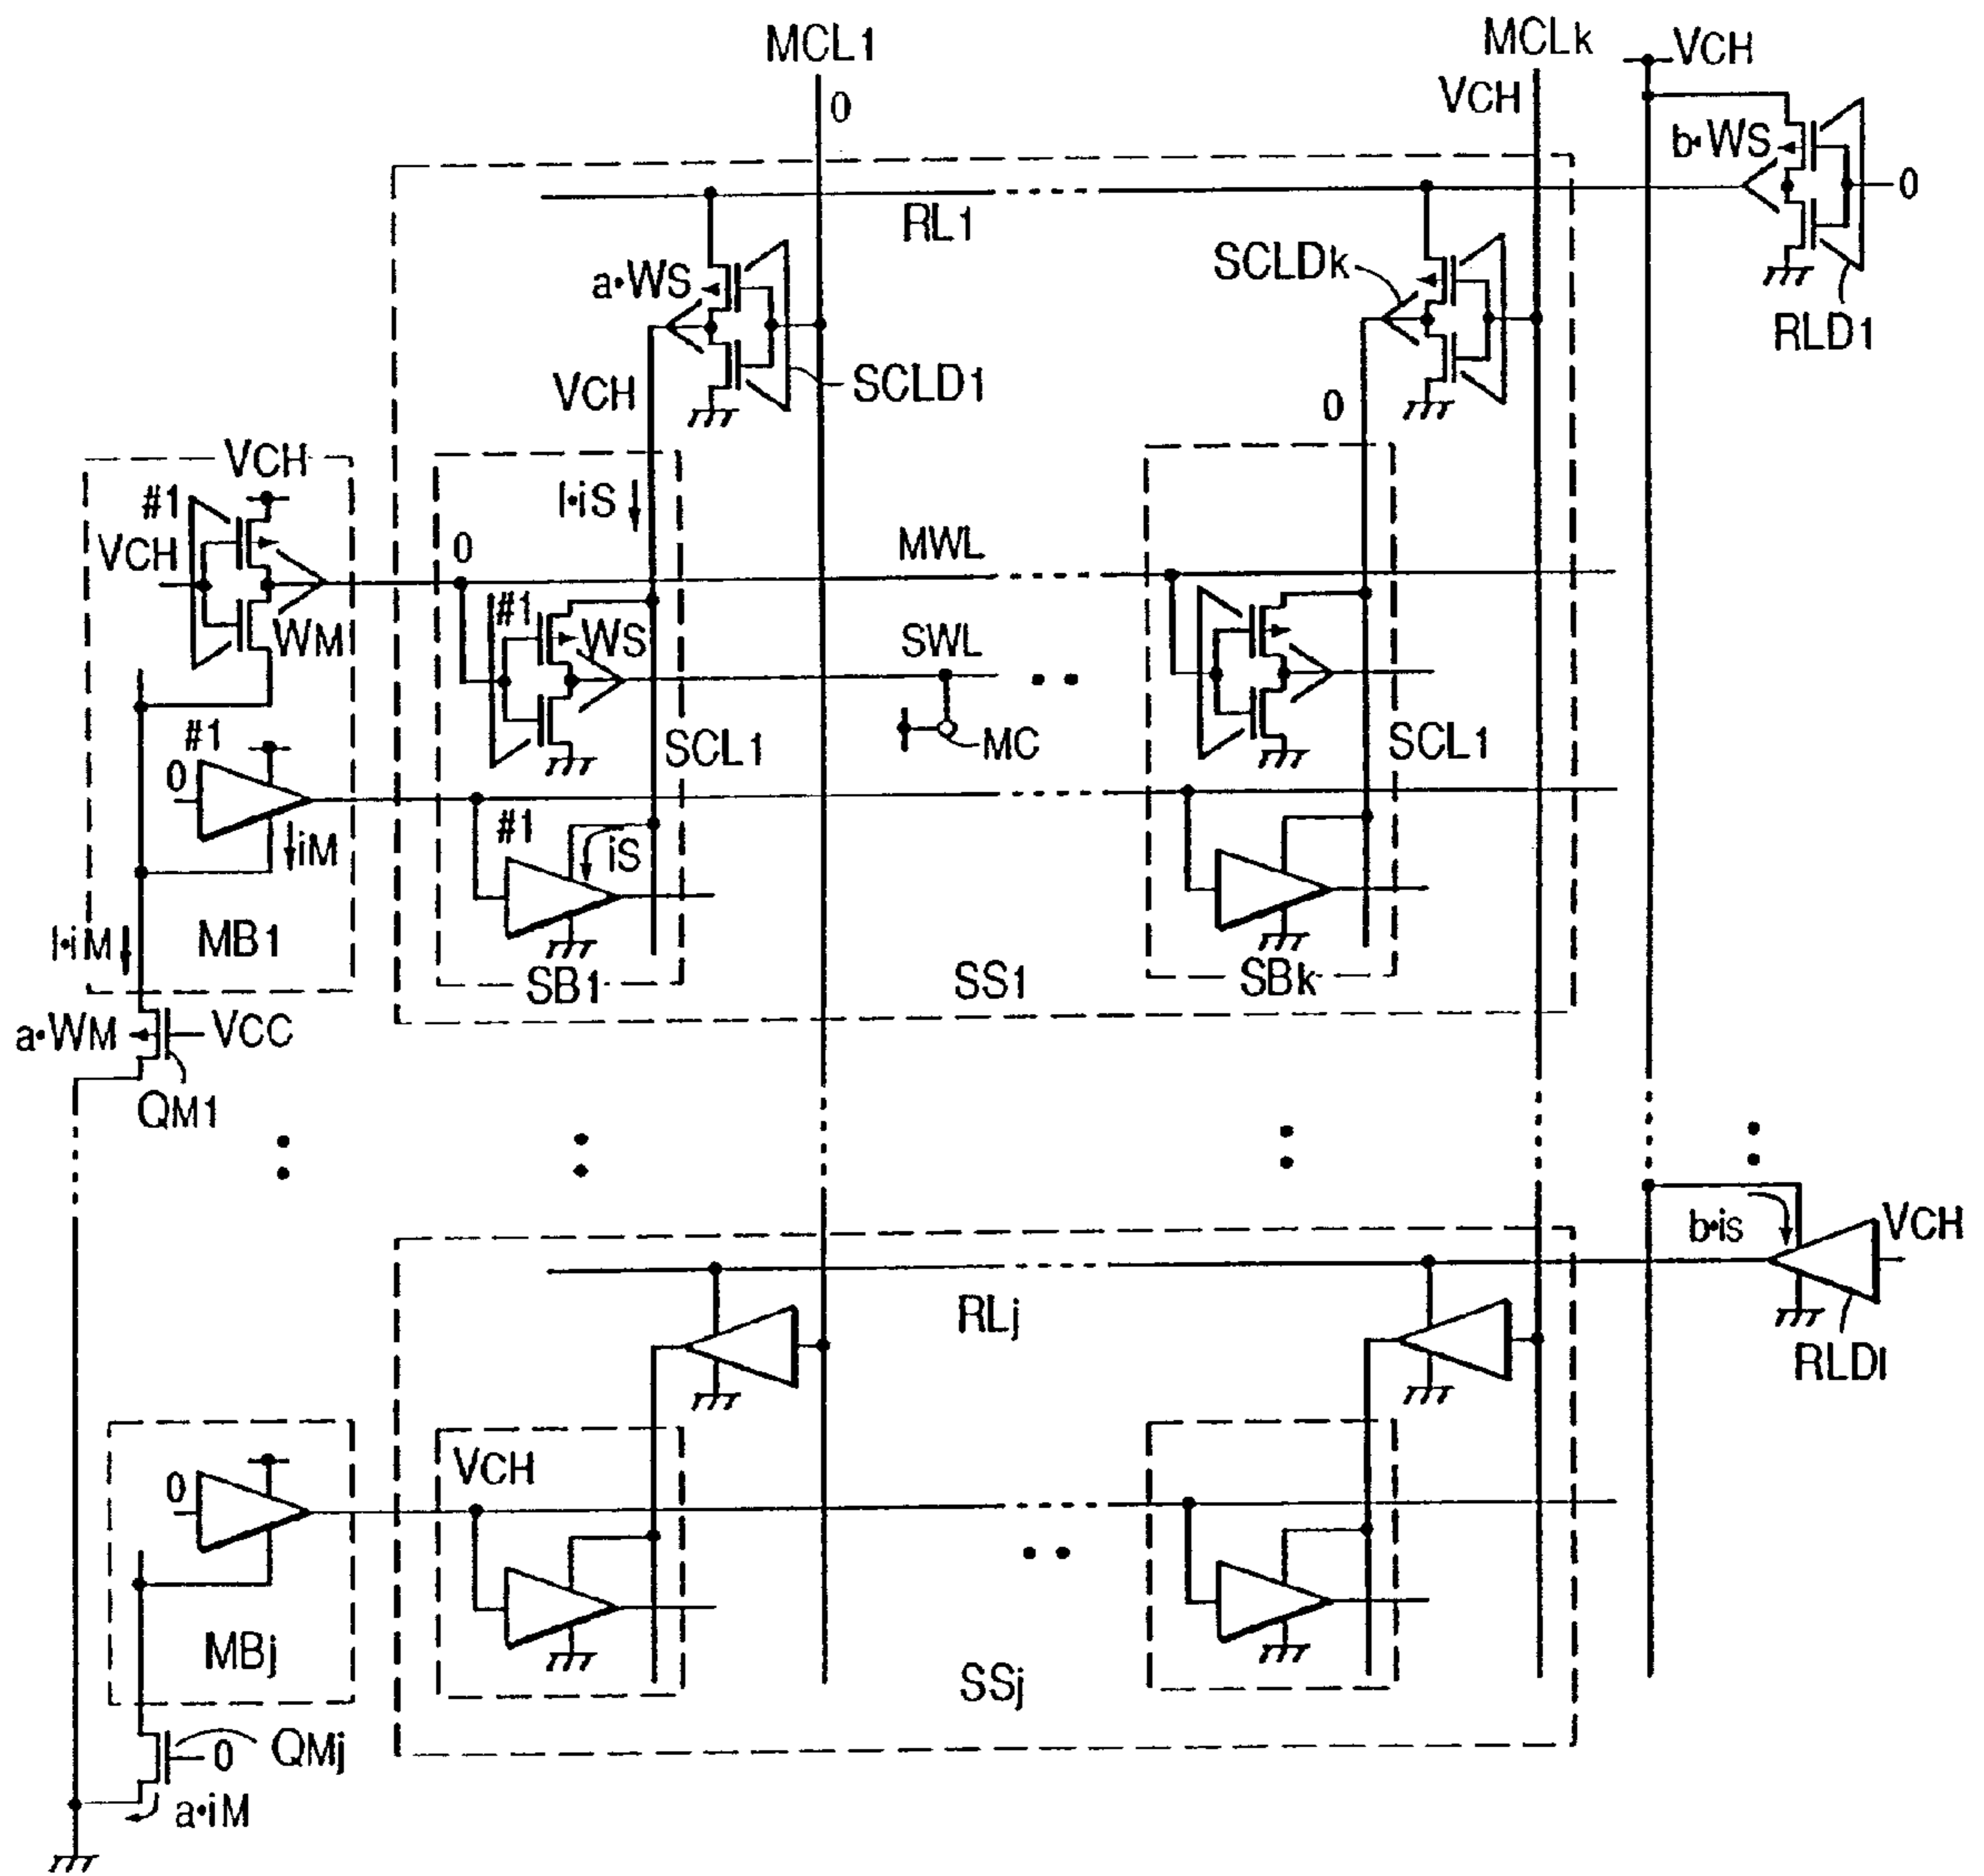 MCL1
MCLk
VCH
0
VCH
b•WS
0
RL1
RLD1
SCLDk
a•WS
SCLD1
VCH
0
VCH
#1
VCH
l•iS
0
MWL
#1
WS
WM
SWL
#1
0
SCL1
MC
SCL1
#1
iS
iM
l•iM
MB1
SB1
SS1
SBk
a•WM
VCC
QM1
b•is
VCH
RLj
RLDl
VCH
0
MBj
SSj
0
QMj
a•iM